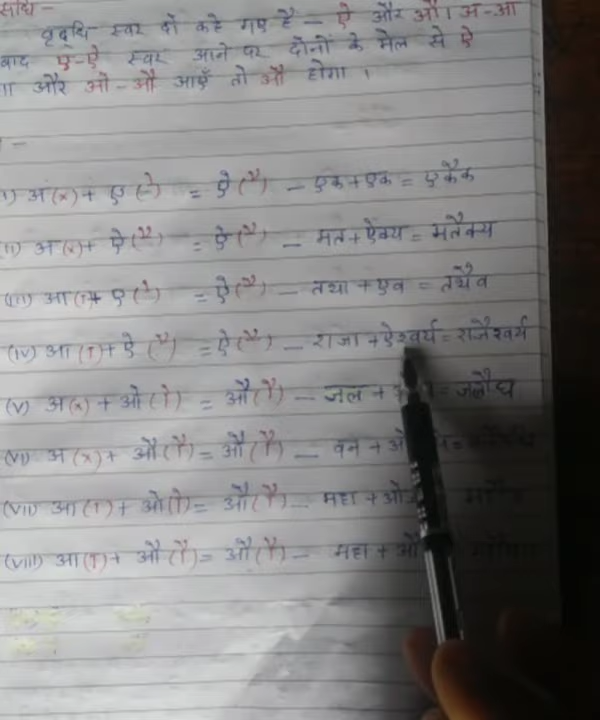 संधि -
वृद्धि स्वर दो कहे गए है - ऐ और औ। अ-आ
बाद ए-ऐ स्वर आने पर दोनों के मेल से ऐ
और ओ-औ आएँ तो औ होगा ।
अ(x) + ए (े) = ऐ(ै) - एक+एक = एकैक
(ii) अ(x) + ऐ(ै) = ऐ(ै) - मत+ऐक्य = मतैक्य
(iii) आ(ा)+ ए(े) = ऐ(ै) - तथा+एव = तथैव
(iv) आ(ा)+ऐ (ै) = ऐ(ै) - राजा+ऐश्वर्य = राजैश्वर्य
(v) अ(x) + ओ(ो) = औ(ौ) - जल + = जलौघ
(vi) अ(x) + औ(ौ) = औ(ौ) - वन +
(vii) आ(ा) + ओ(ो) = औ(ौ) - महा +
(viii) आ(ा)+ औ(ौ) = औ(ौ) - महा +